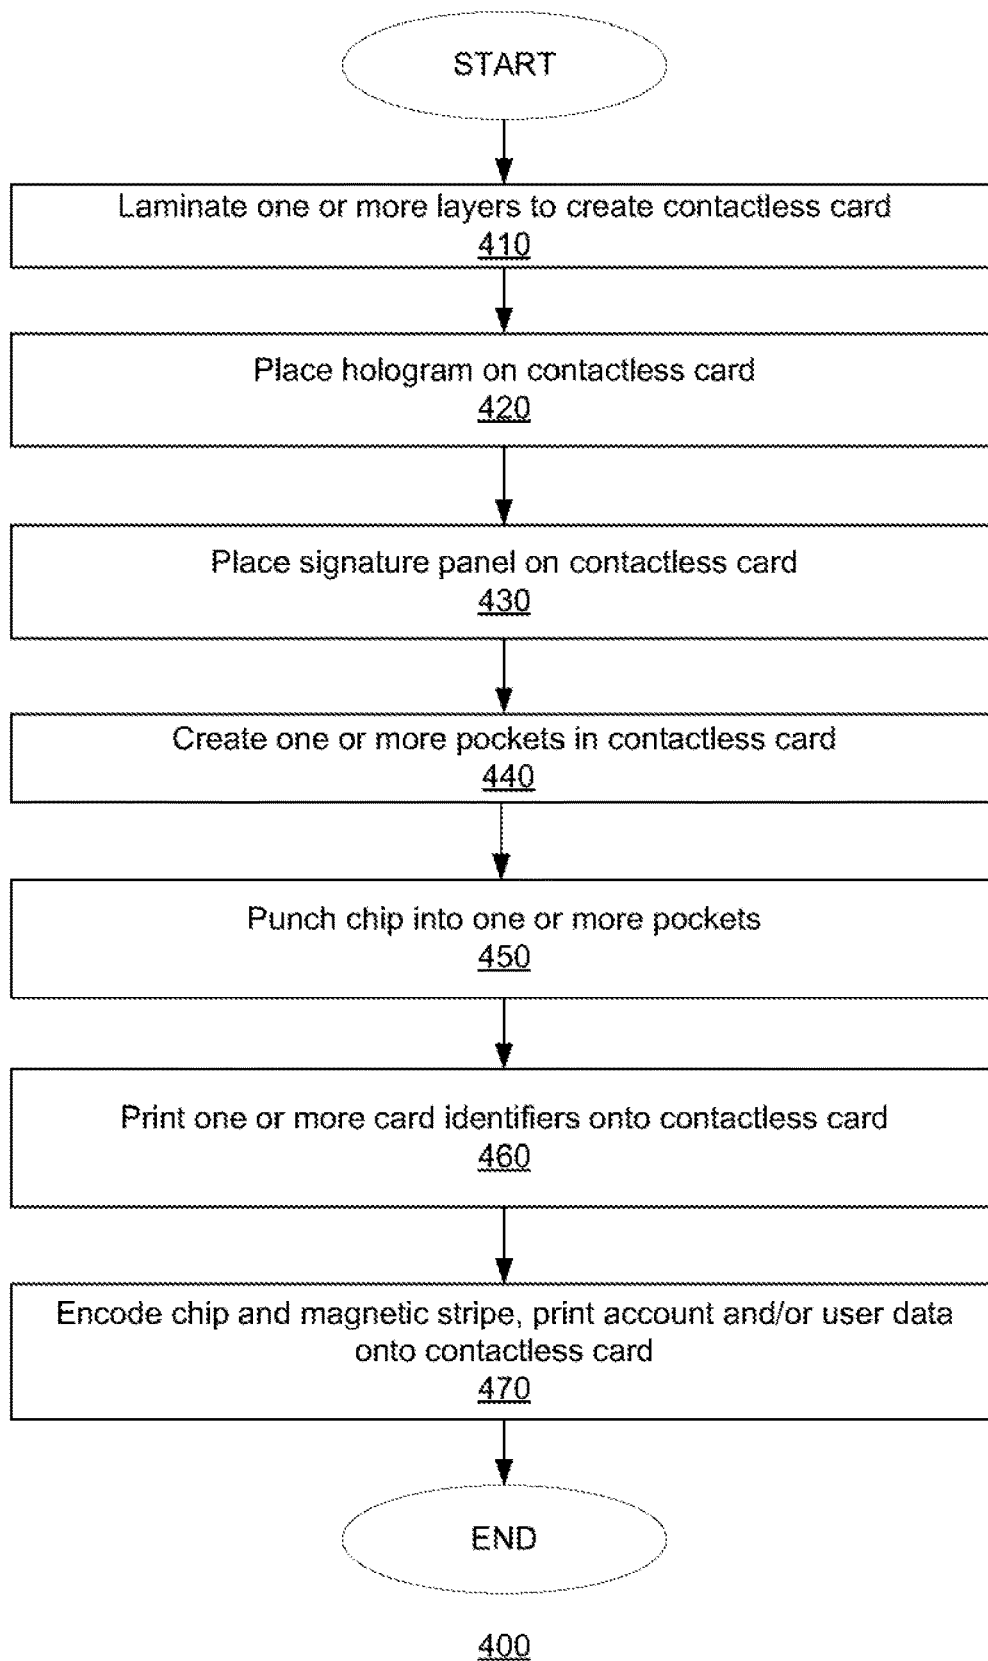 START
Laminate one or more layers to create contactless card
410
Place hologram on contactless card
420
Place signature panel on contactless card
430
Create one or more pockets in contactless card
440
Punch chip into one or more pockets
450
Print one or more card identifiers onto contactless card
460
Encode chip and magnetic stripe, print account and/or user data
onto contactless card
470
END
400